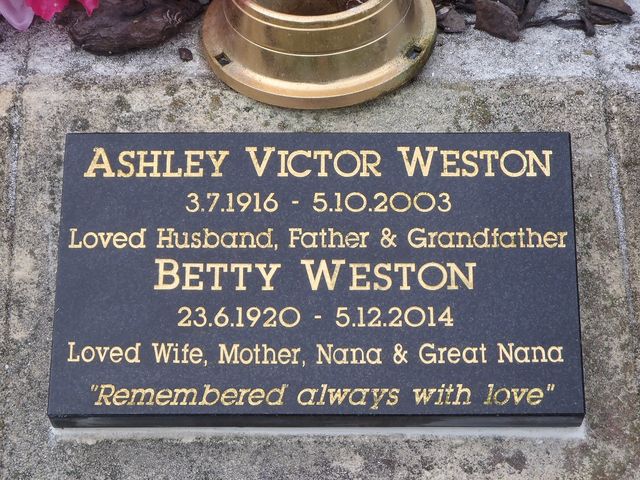 ASHLEY VICTOR WESTON
3.7.1916 - 5.10.2003
Loved Husband, Father & Grandfather
BETTY WESTON
23.6.1920 - 5.12.2014
Loved Wife, Mother, Nana & Great Nana
"Remembered always with love"